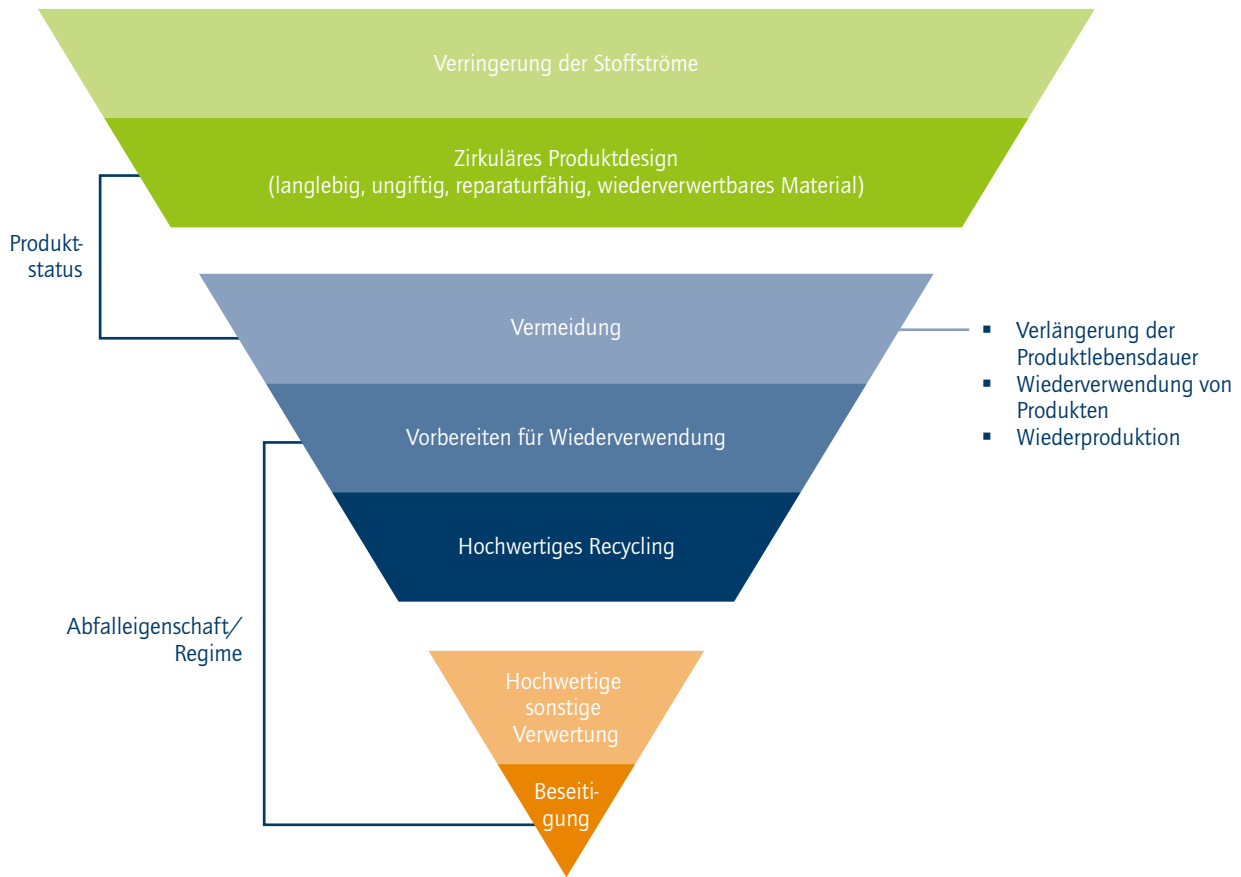 Verringerung der Stoffströme
Zirkuläres Produktdesign
(langlebig, ungiftig, reparaturfähig, wiederverwertbares Material)
Produkt-
status
Vermeidung
▪ Verlängerung der
Produktlebensdauer
▪ Wiederverwendung von
Produkten
▪ Wiederproduktion
Vorbereiten für Wiederverwendung
Hochwertiges Recycling
Abfalleigenschaft/
Regime
Hochwertige
sonstige
Verwertung
Beseiti-
gung